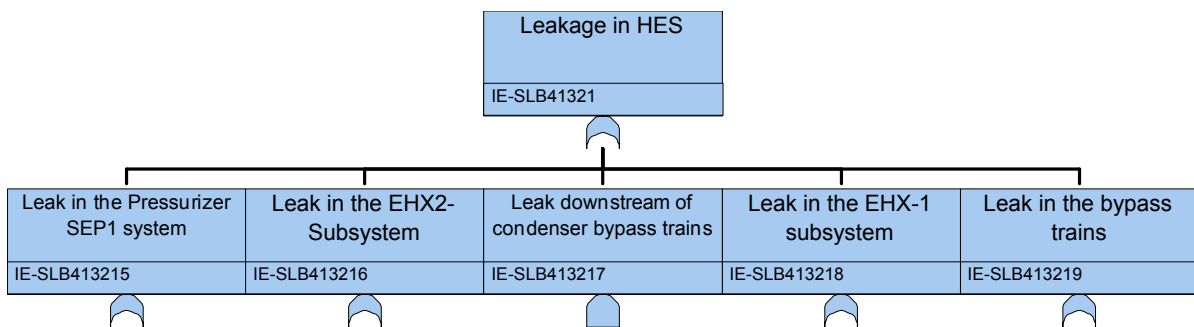 Leakage in HES
IE-SLB41321
Leak in the Pressurizer
SEP1 system
IE-SLB413215
Leak in the EHX2-
Subsystem
IE-SLB413216
Leak downstream of
condenser bypass trains
IE-SLB413217
Leak in the EHX-1
subsystem
IE-SLB413218
Leak in the bypass
trains
IE-SLB413219